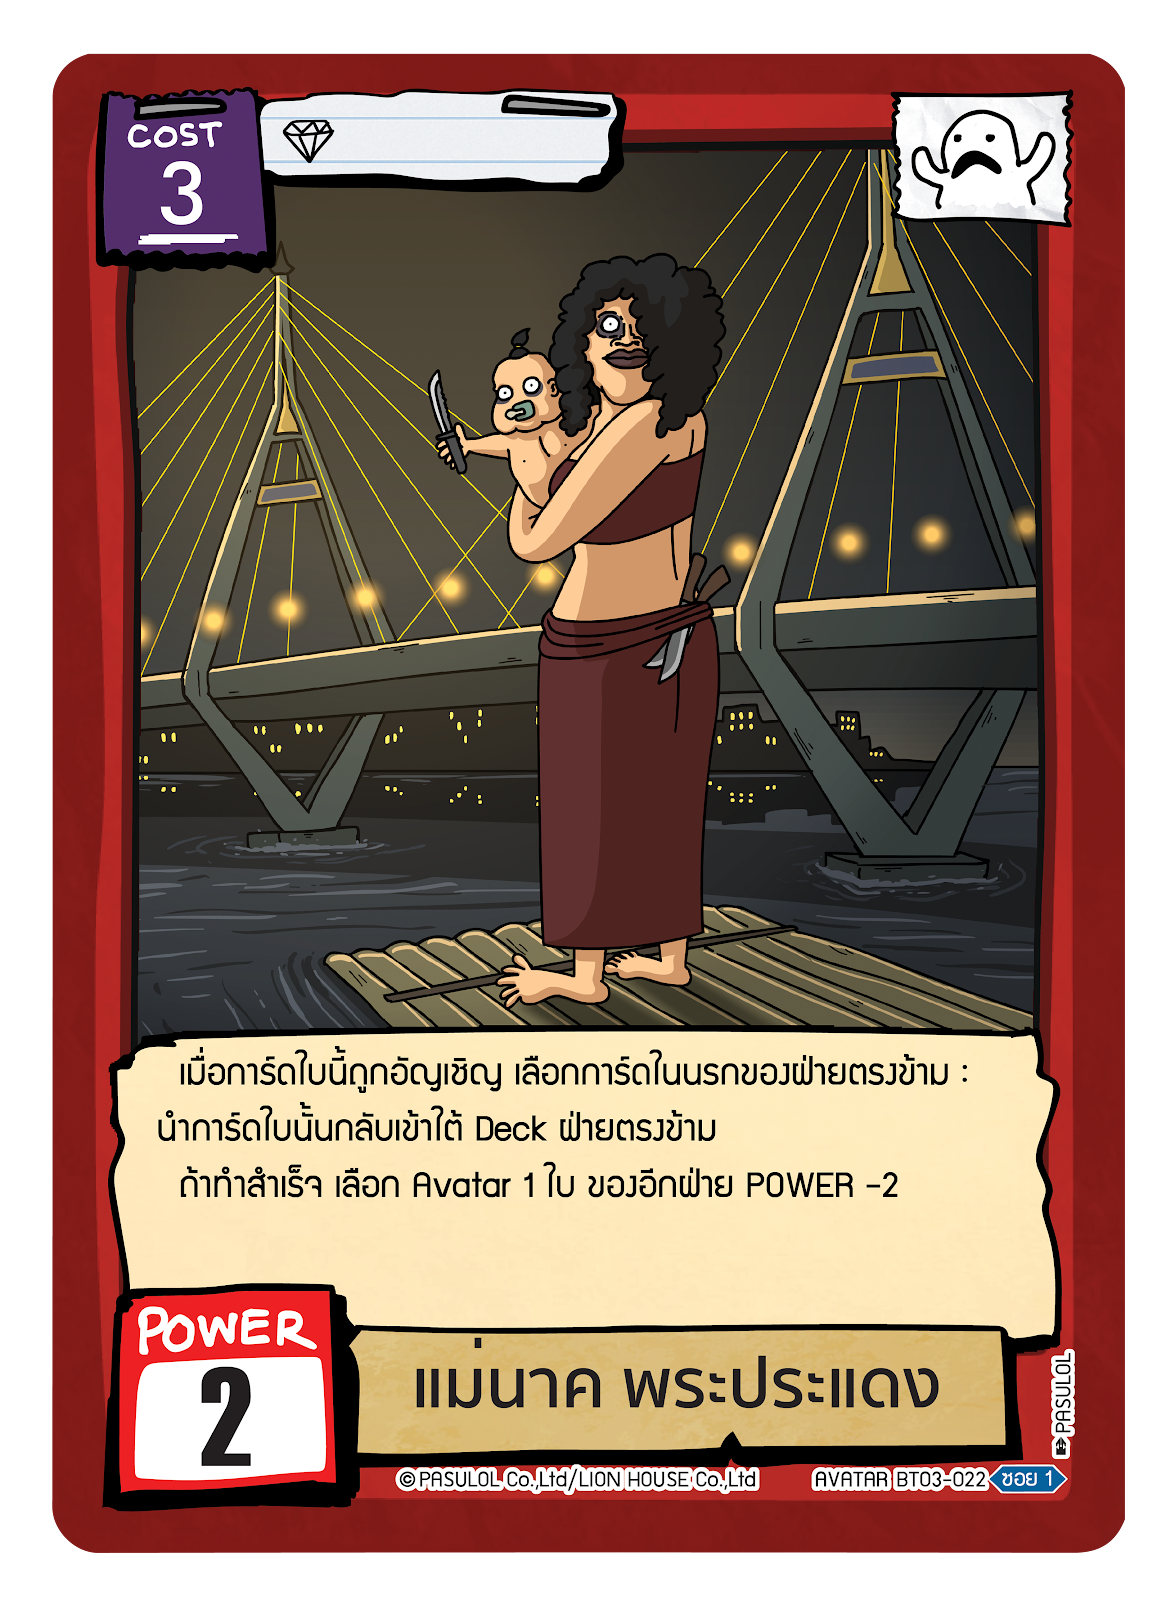 COST
3
เมื่อการ์ดใบนี้ถูกอัญเชิญ เลือกการ์ดในนรกของฝ่ายตรงข้าม :
นำการ์ดใบนั้นกลับเข้าใต้ Deck ฝ่ายตรงข้าม
ถ้าทำสำเร็จ เลือก Avatar 1 ใบ ของอีกฝ่าย POWER -2
POWER
2
แม่นาค พระประแดง
PASULOL
© PASULOL Co.,Ltd/LION HOUSE Co.,Ltd
AVATAR BT03-022 ซอย 1